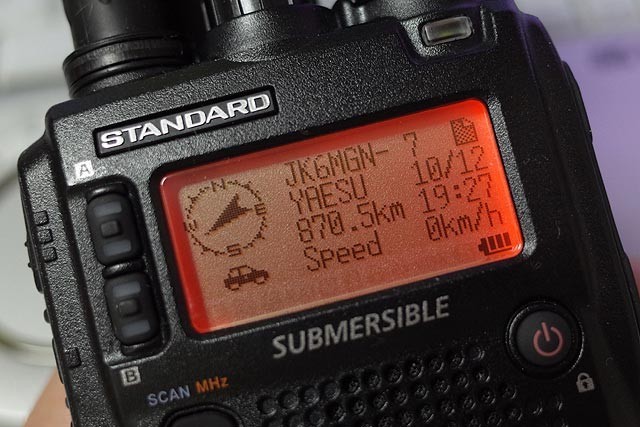 STANDARD
A
JK6MGN- 7
YAESU 10/12
870.5km 19:27
Speed 0km/h
N
E
S
W
SUBMERSIBLE
B
SCAN MHz